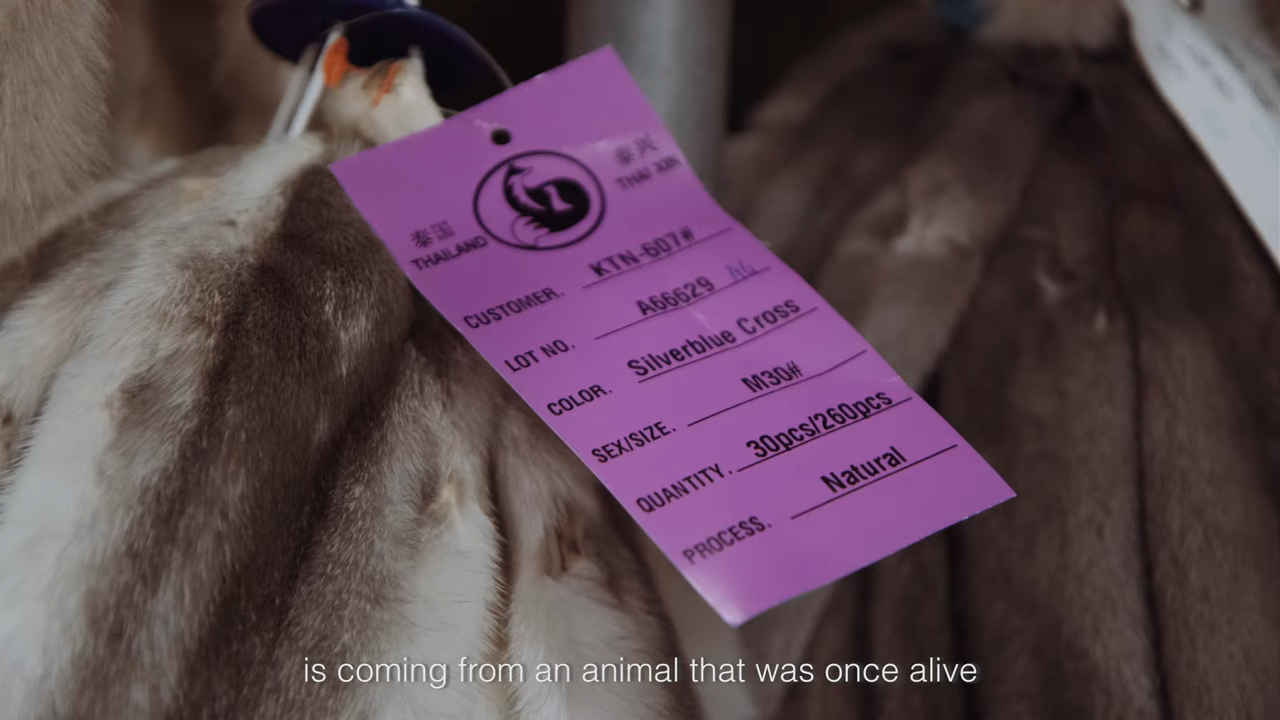 泰兴
THAI XIN
泰国
THAILAND
CUSTOMER. KTN-607#
LOT NO. A66629 A6
COLOR. Silverblue Cross
SEX/SIZE. M30#
QUANTITY. 30pcs/260pcs
PROCESS. Natural
is coming from an animal that was once alive